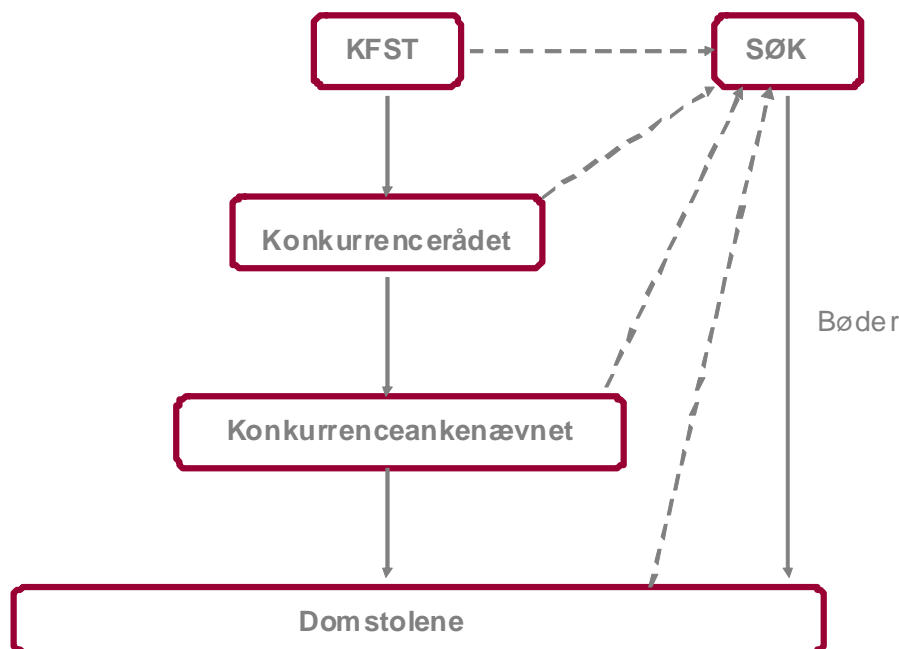 KFST
SØK
Konkurrencerådet
Bøder
Konkurrenceankenævnet
Domstolene